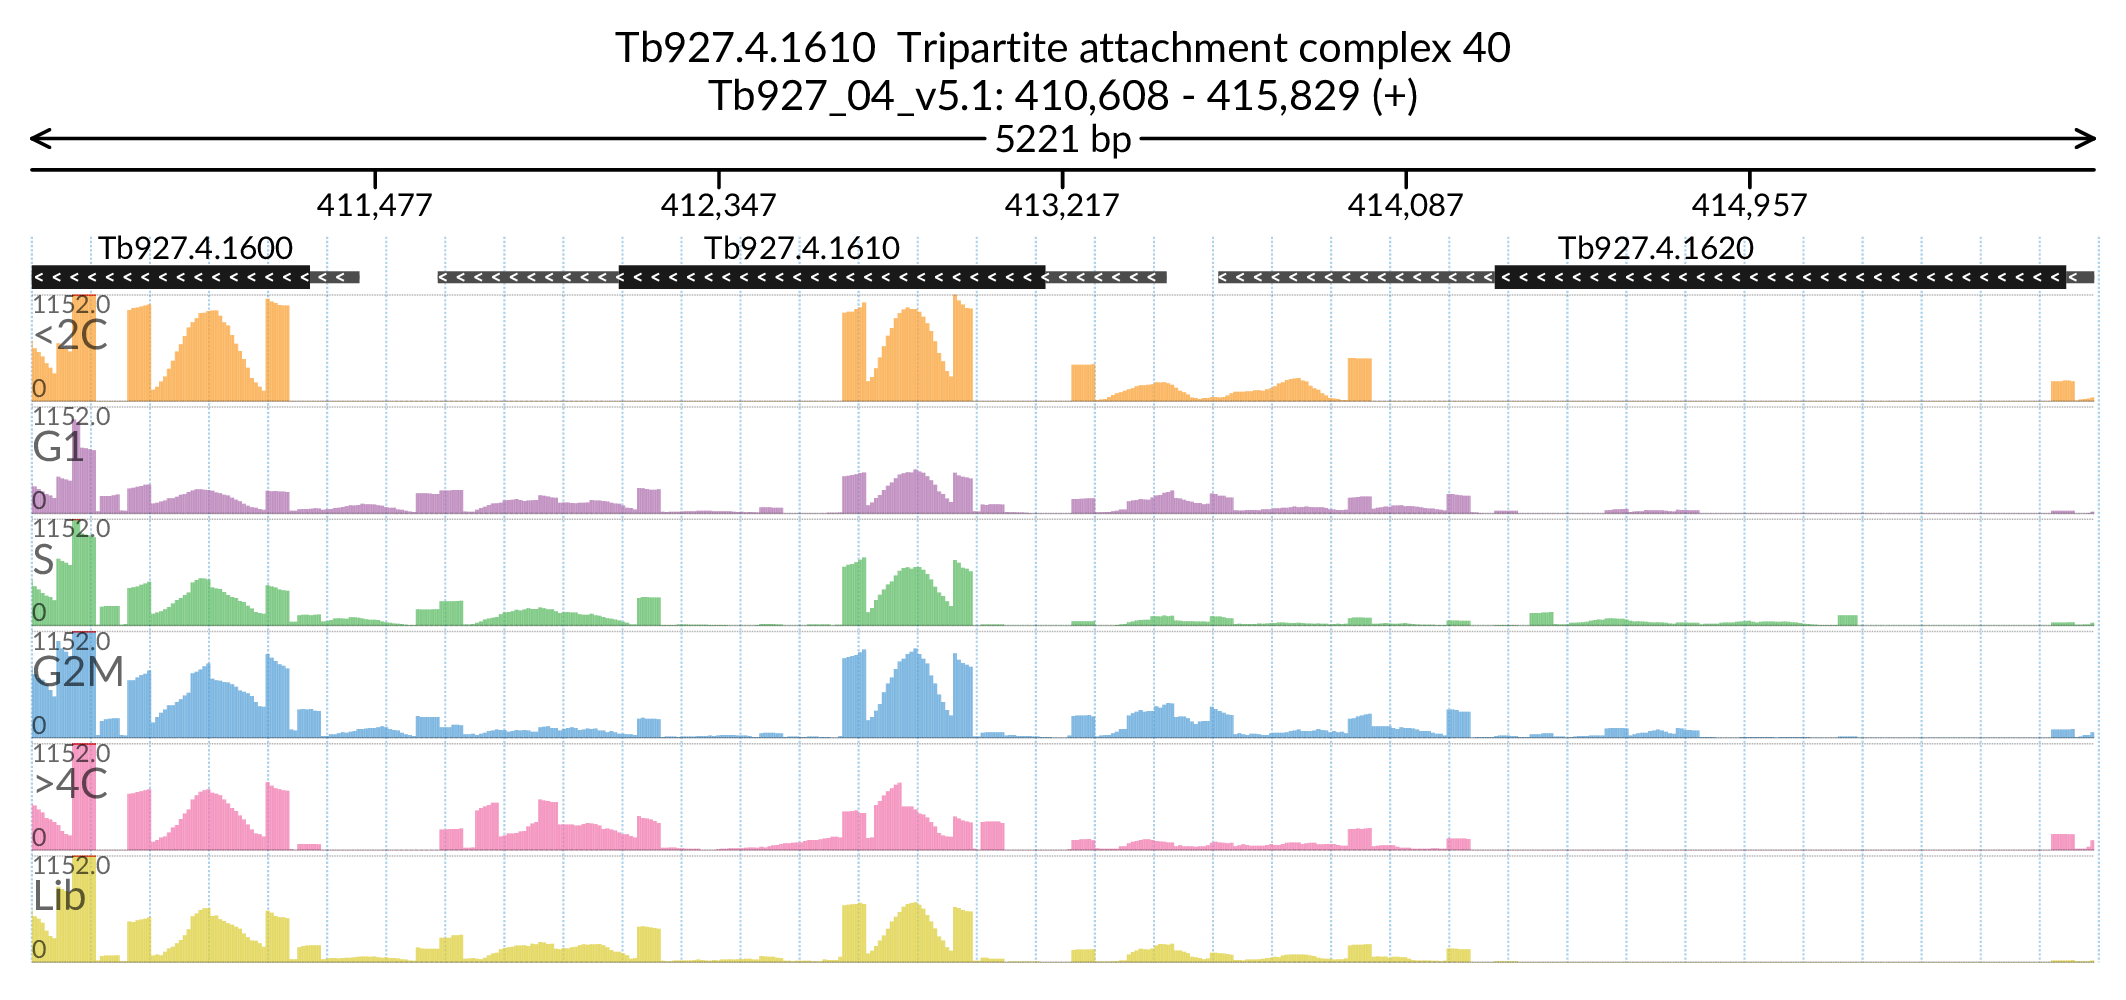 Tb927.4.1610  Tripartite attachment complex 40
Tb927_04_v5.1: 410,608 - 415,829 (+)
5221 bp
411,477 412,347 413,217 414,087 414,957
Tb927.4.1600 Tb927.4.1610 Tb927.4.1620
1152.0
<2C
0
1152.0
G1
0
1152.0
S
0
1152.0
G2M
0
1152.0
>4C
0
1152.0
Lib
0